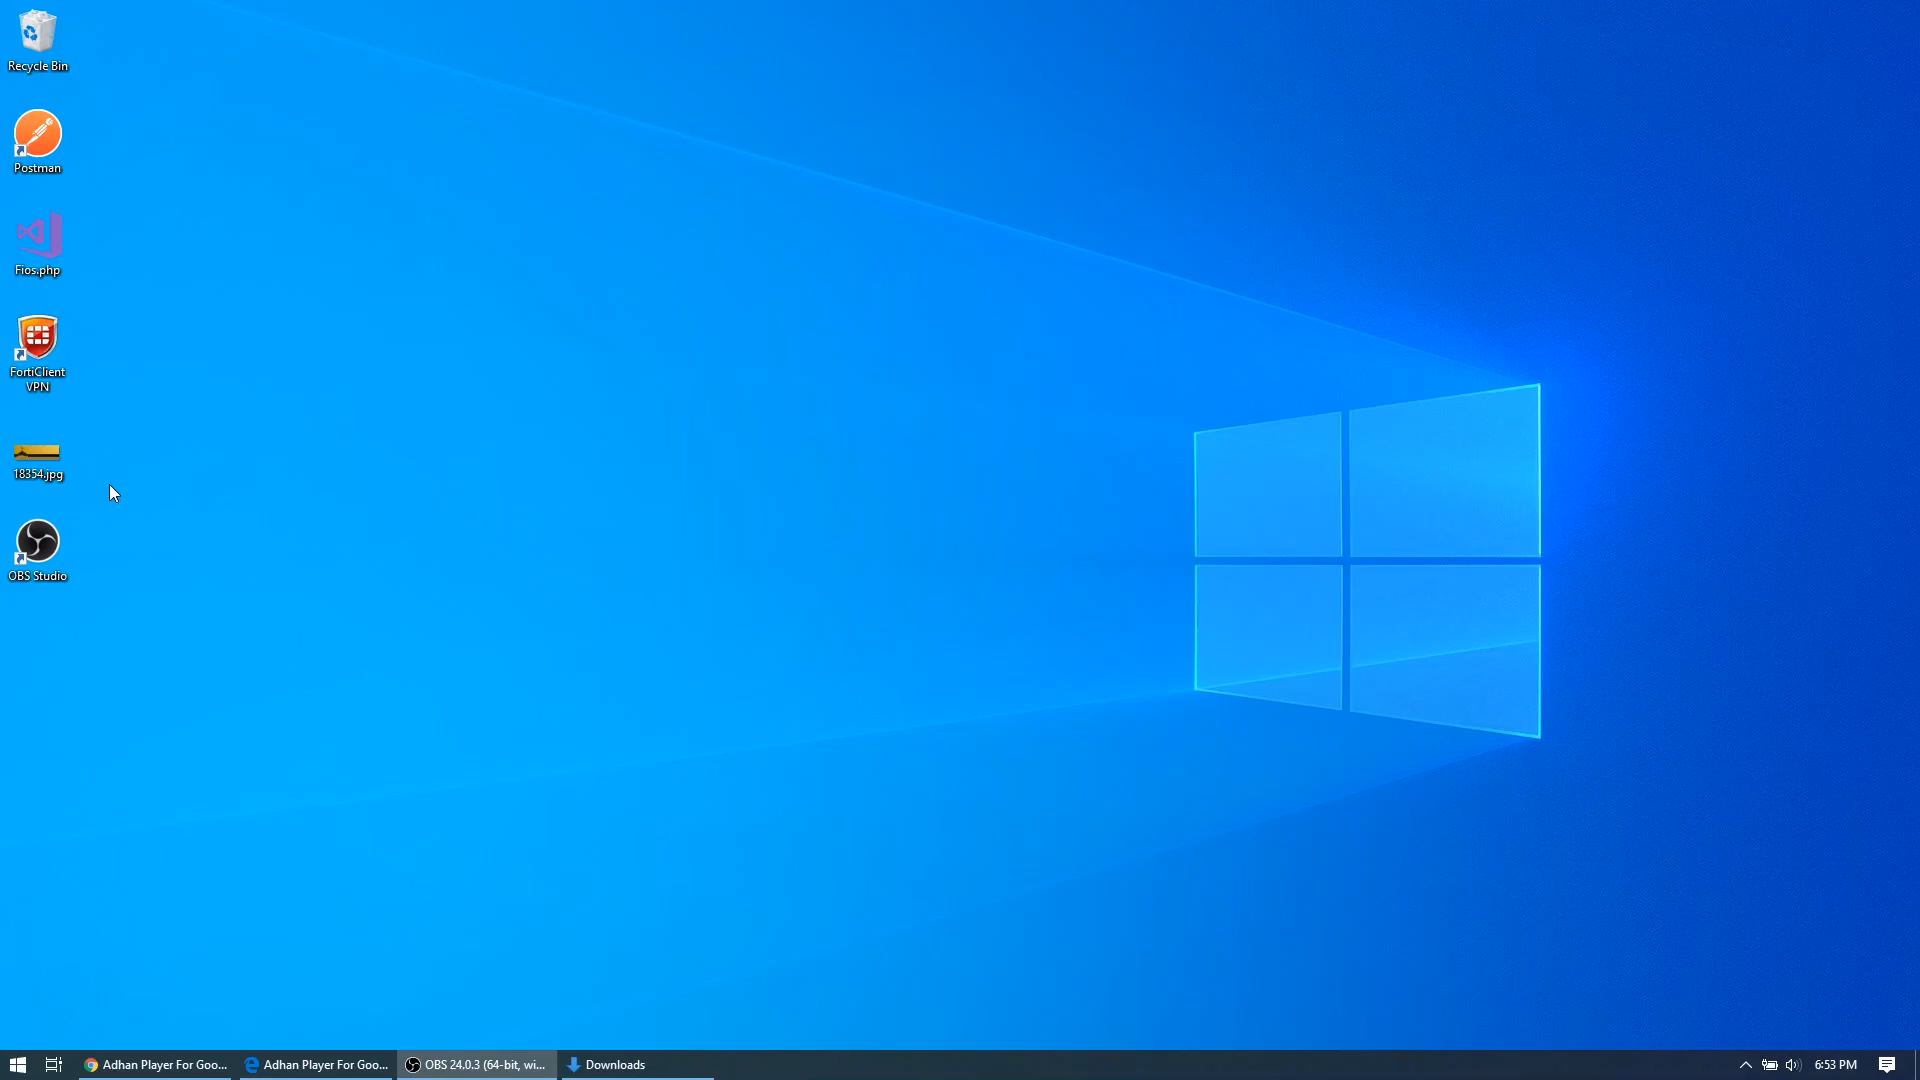 Recycle Bin
Postman
Fios.php
FortiClient
VPN
18354.jpg
OBS Studio
Adhan Player For Goo...
Adhan Player For Goo...
OBS 24.0.3 (64-bit, wi...
Downloads
6:53 PM